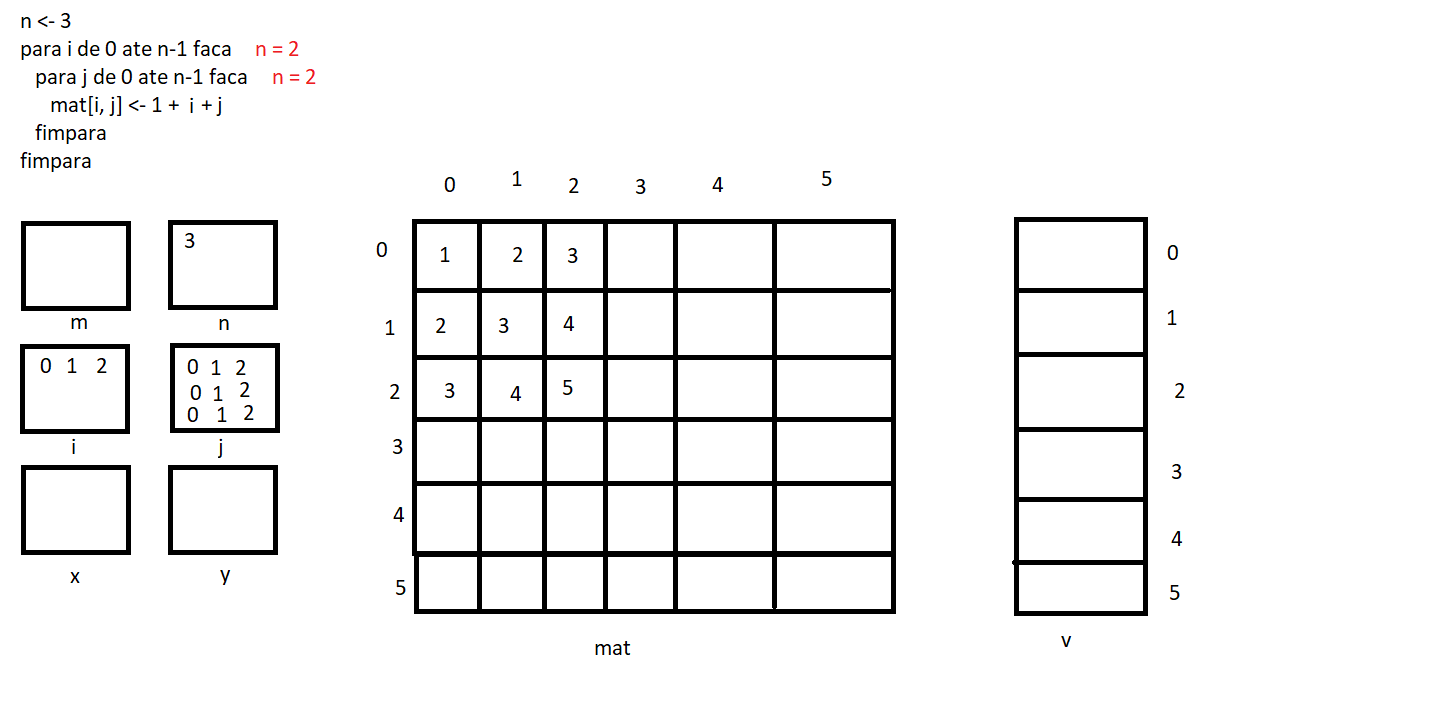 n <- 3
para i de 0 ate n-1 faca n = 2
para j de 0 ate n-1 faca n = 2
mat[i, j] <- 1 + i + j
fimpara
fimpara
0 1 2 3 4 5
3
m n
0 1 2
0 1 2
0 1 2
0 1 2
i j
x y
0 1 2 3
1 2 3 4
2 3 4 5
3
4
5
mat
0
1
2
3
4
5
v